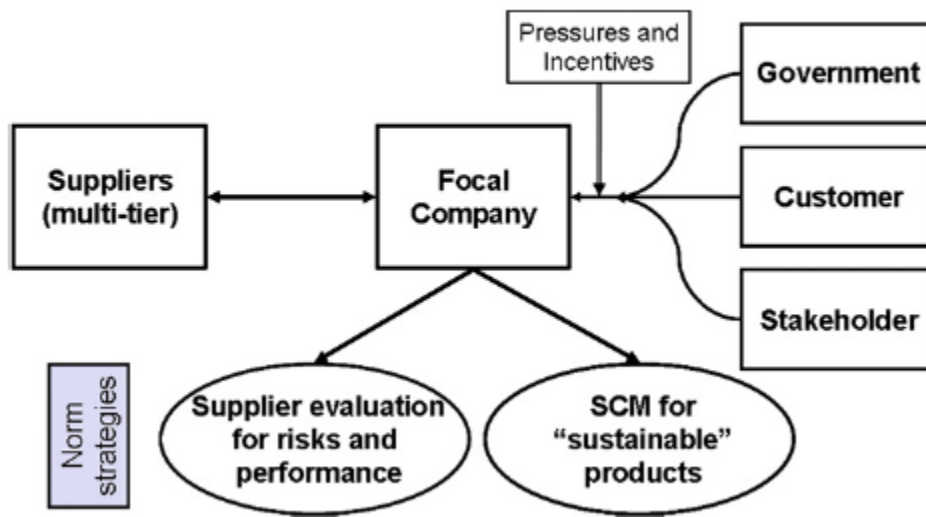 Pressures and
Incentives
Government
Suppliers
(multi-tier)
Focal
Company
Customer
Stakeholder
Norm
strategies
Supplier evaluation
for risks and
performance
SCM for
“sustainable”
products